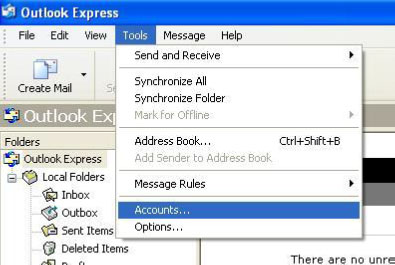 Outlook Express
File Edit View Tools Message Help
Send and Receive
Create Mail
Synchronize All
Synchronize Folder
Mark for Offline
Outlook Exp
Folders
Address Book... Ctrl+Shift+B
Add Sender to Address Book
Outlook Express
Local Folders
Message Rules
Inbox
Outbox
Accounts...
Sent Items
Options...
Deleted Items
There are no unre